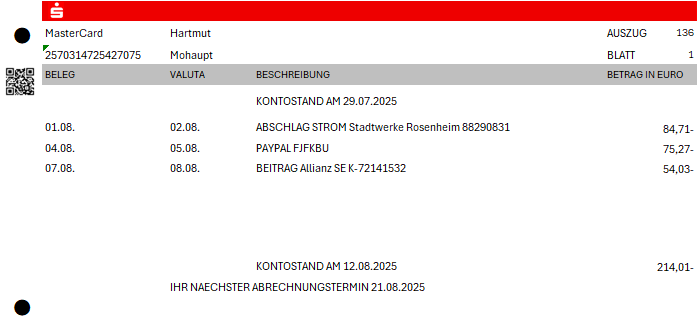 MasterCard Hartmut AUSZUG 136
2570314725427075 Mohaupt BLATT 1
BELEG VALUTA BESCHREIBUNG BETRAG IN EURO
KONTOSTAND AM 29.07.2025
01.08. 02.08. ABSCHLAG STROM Stadtwerke Rosenheim 88290831 84,71-
04.08. 05.08. PAYPAL FJFKBU 75,27-
07.08. 08.08. BEITRAG Allianz SE K-72141532 54,03-
KONTOSTAND AM 12.08.2025 214,01-
IHR NAECHSTER ABRECHNUNGSTERMIN 21.08.2025